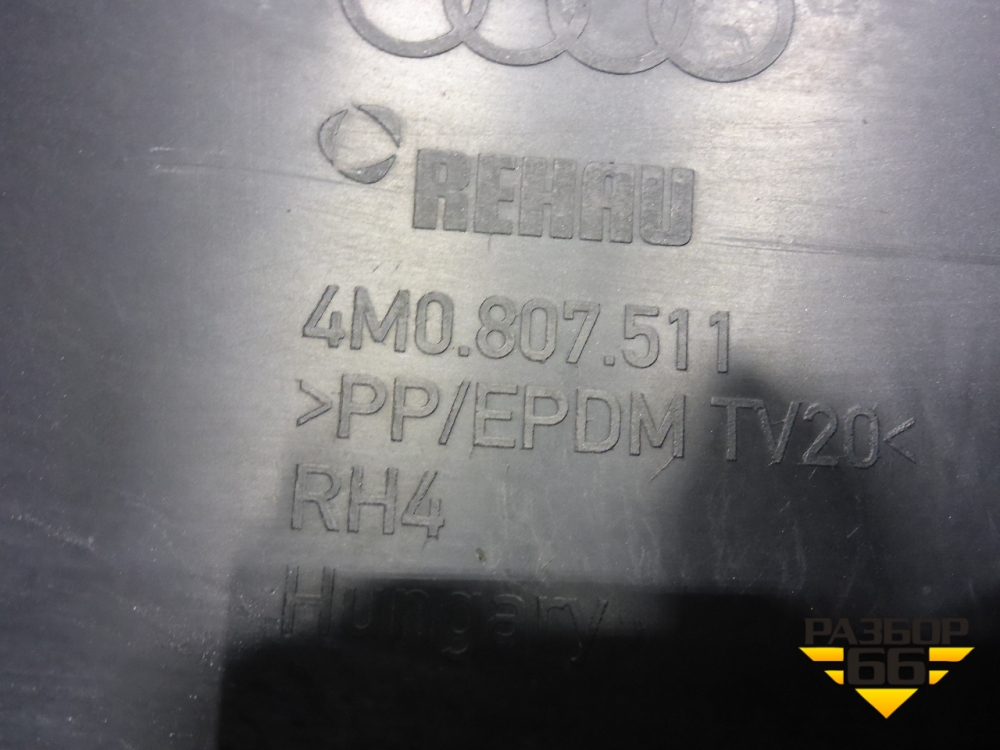 REHAU
4M0.807.511
>PP/EPDM TV20<
RH4
Hungary
РАЗБОР
66